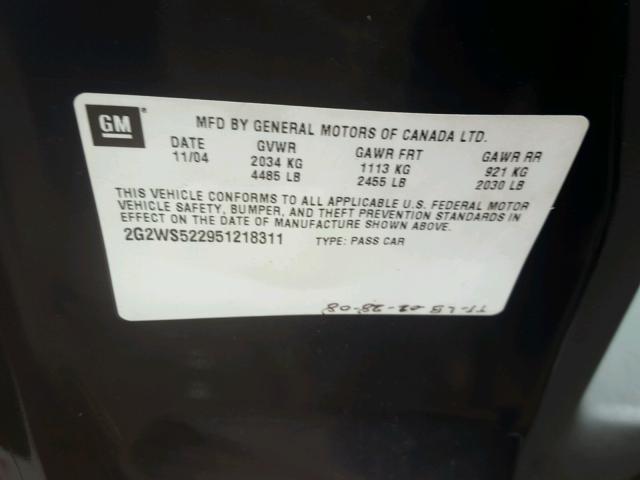 GM
MFD BY GENERAL MOTORS OF CANADA LTD.
DATE GVWR GAWR FRT GAWR RR
11/04 2034 KG 1113 KG 921 KG
4485 LB 2455 LB 2030 LB
THIS VEHICLE CONFORMS TO ALL APPLICABLE U.S. FEDERAL MOTOR
VEHICLE SAFETY, BUMPER, AND THEFT PREVENTION STANDARDS IN
EFFECT ON THE DATE OF MANUFACTURE SHOWN ABOVE.
2G2WS522951218311 TYPE: PASS CAR